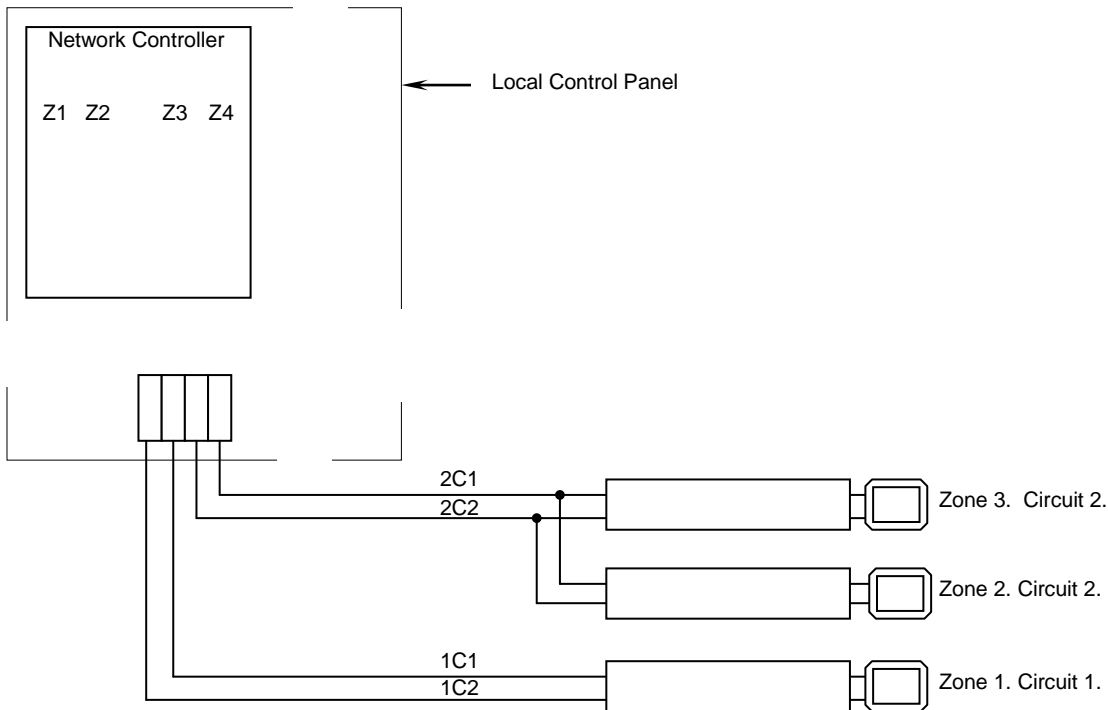 Network Controller
Local Control Panel
Z1 Z2 Z3 Z4
2C1
2C2
Zone 3. Circuit 2.
Zone 2. Circuit 2.
1C1
1C2
Zone 1. Circuit 1.